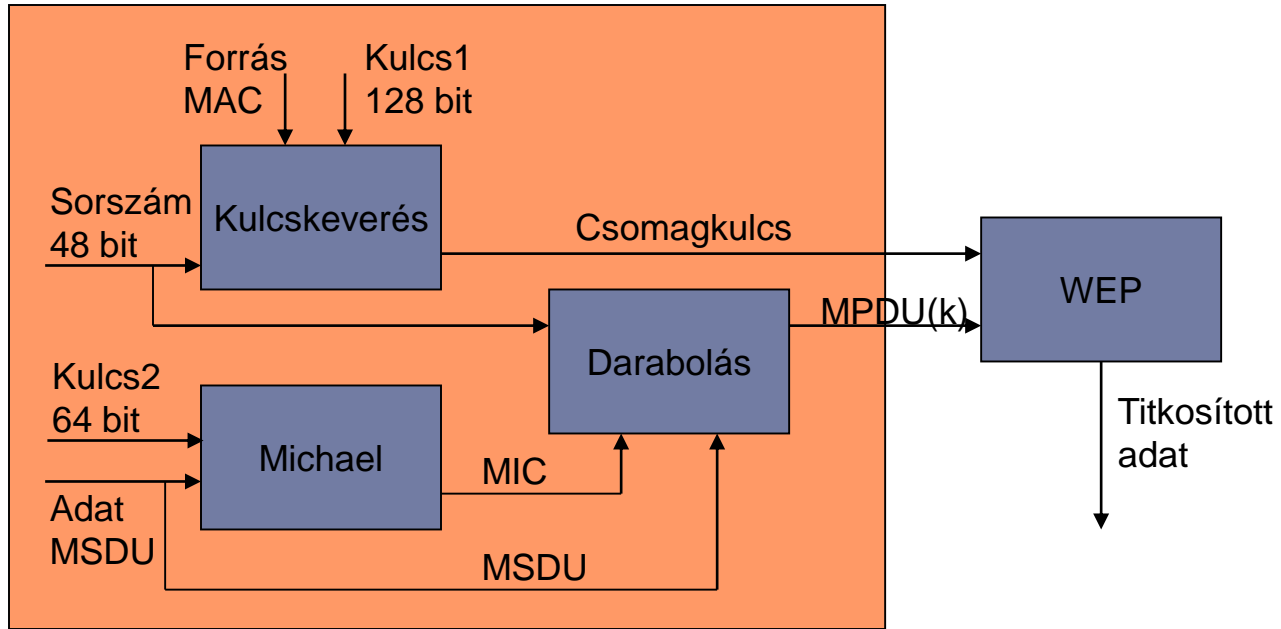 Forrás
MAC
Kulcs1
128 bit
Sorszám
48 bit
Kulcskeverés
Csomagkulcs
WEP
MPDU(k)
Darabolás
Kulcs2
64 bit
Michael
MIC
Titkosított
adat
Adat
MSDU
MSDU